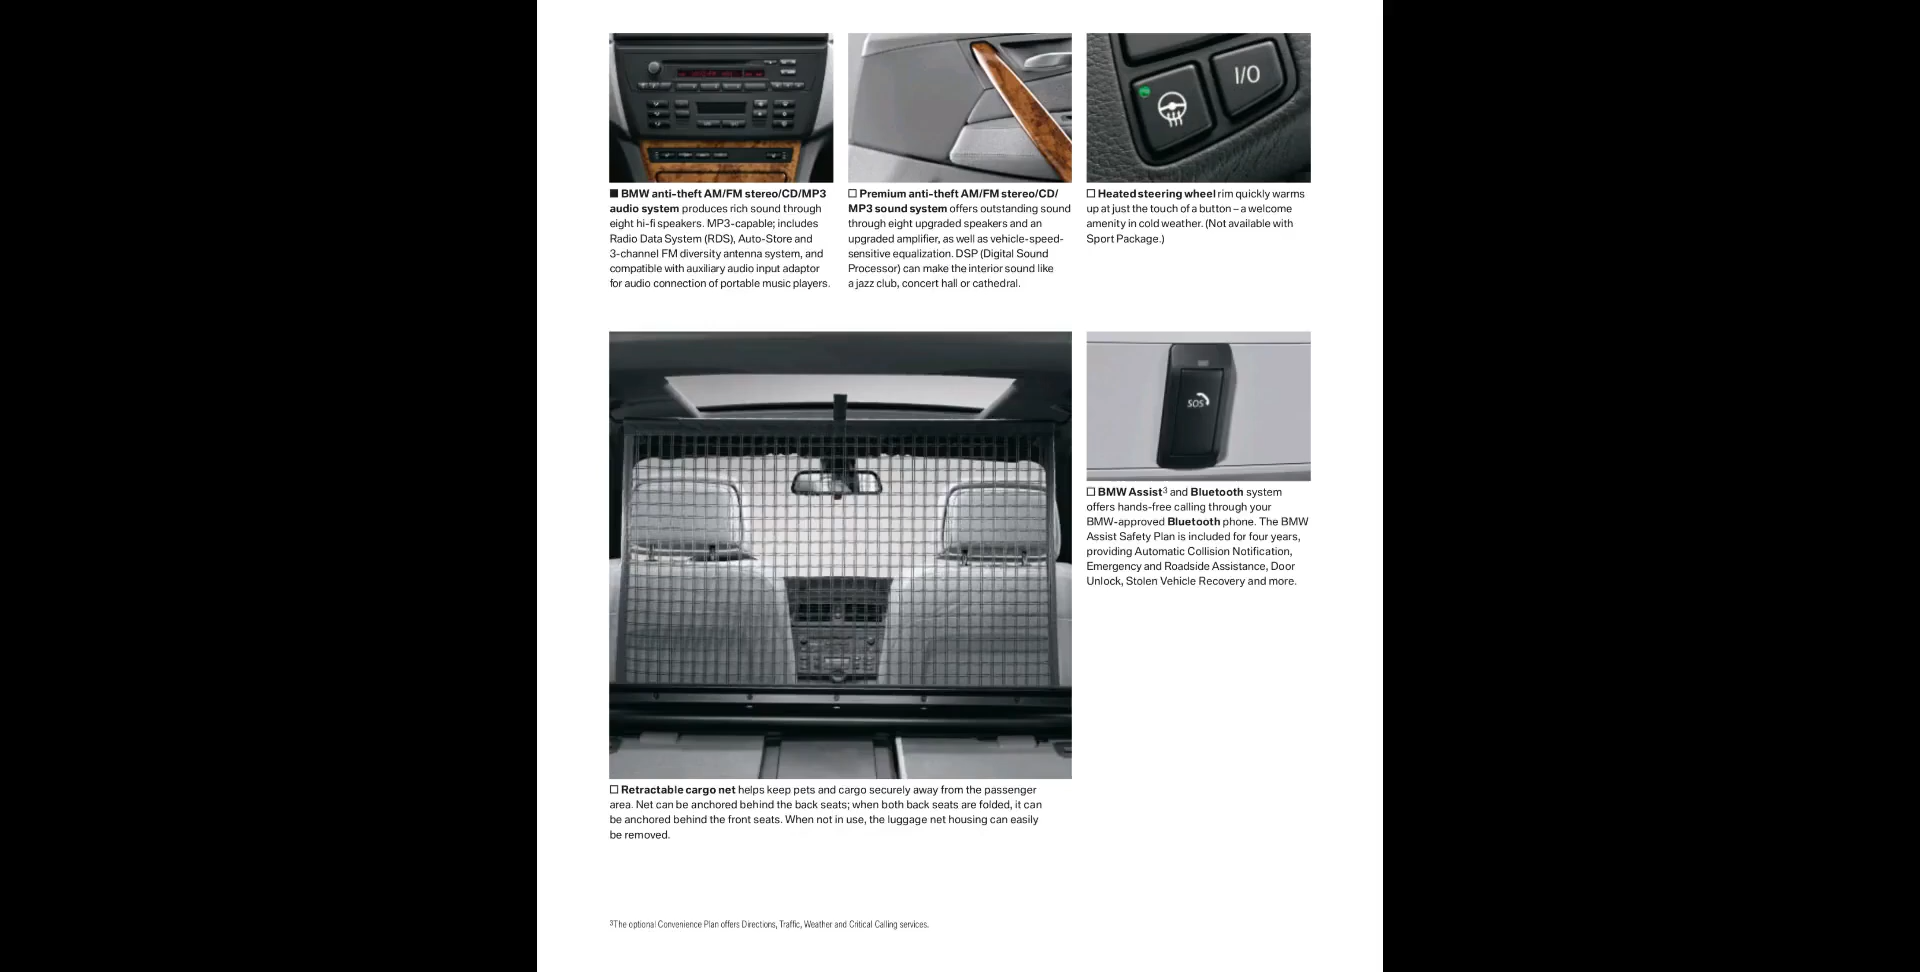 I/O
■ BMW anti-theft AM/FM stereo/CD/MP3
audio system produces rich sound through
eight hi-fi speakers. MP3-capable; includes
Radio Data System (RDS), Auto-Store and
3-channel FM diversity antenna system, and
compatible with auxiliary audio input adaptor
for audio connection of portable music players.
□ Premium anti-theft AM/FM stereo/CD/
MP3 sound system offers outstanding sound
through eight upgraded speakers and an
upgraded amplifier, as well as vehicle-speed-
sensitive equalization. DSP (Digital Sound
Processor) can make the interior sound like
a jazz club, concert hall or cathedral.
□ Heated steering wheel rim quickly warms
up at just the touch of a button – a welcome
amenity in cold weather. (Not available with
Sport Package.)
SOS
□ BMW Assist³ and Bluetooth system
offers hands-free calling through your
BMW-approved Bluetooth phone. The BMW
Assist Safety Plan is included for four years,
providing Automatic Collision Notification,
Emergency and Roadside Assistance, Door
Unlock, Stolen Vehicle Recovery and more.
□ Retractable cargo net helps keep pets and cargo securely away from the passenger
area. Net can be anchored behind the back seats; when both back seats are folded, it can
be anchored behind the front seats. When not in use, the luggage net housing can easily
be removed.
³The optional Convenience Plan offers Directions, Traffic, Weather and Critical Calling services.